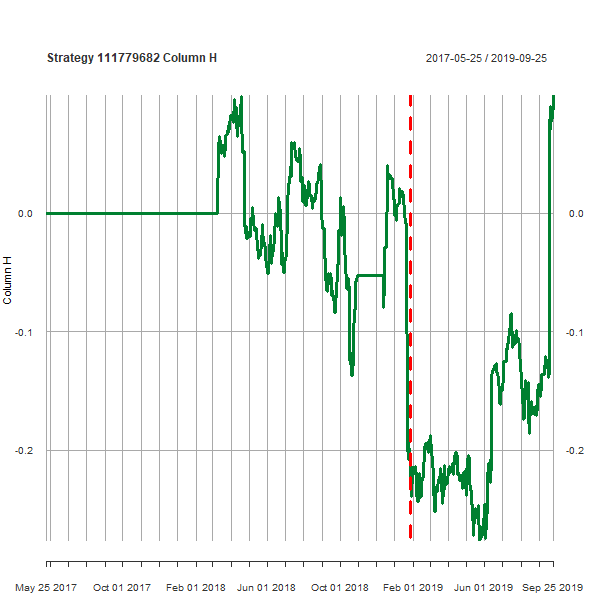 Strategy 111779682 Column H 2017-05-25 / 2019-09-25
0.0 0.0
-0.1 -0.1
-0.2 -0.2
Column H
May 25 2017 Oct 01 2017 Feb 01 2018 Jun 01 2018 Oct 01 2018 Feb 01 2019 Jun 01 2019 Sep 25 2019